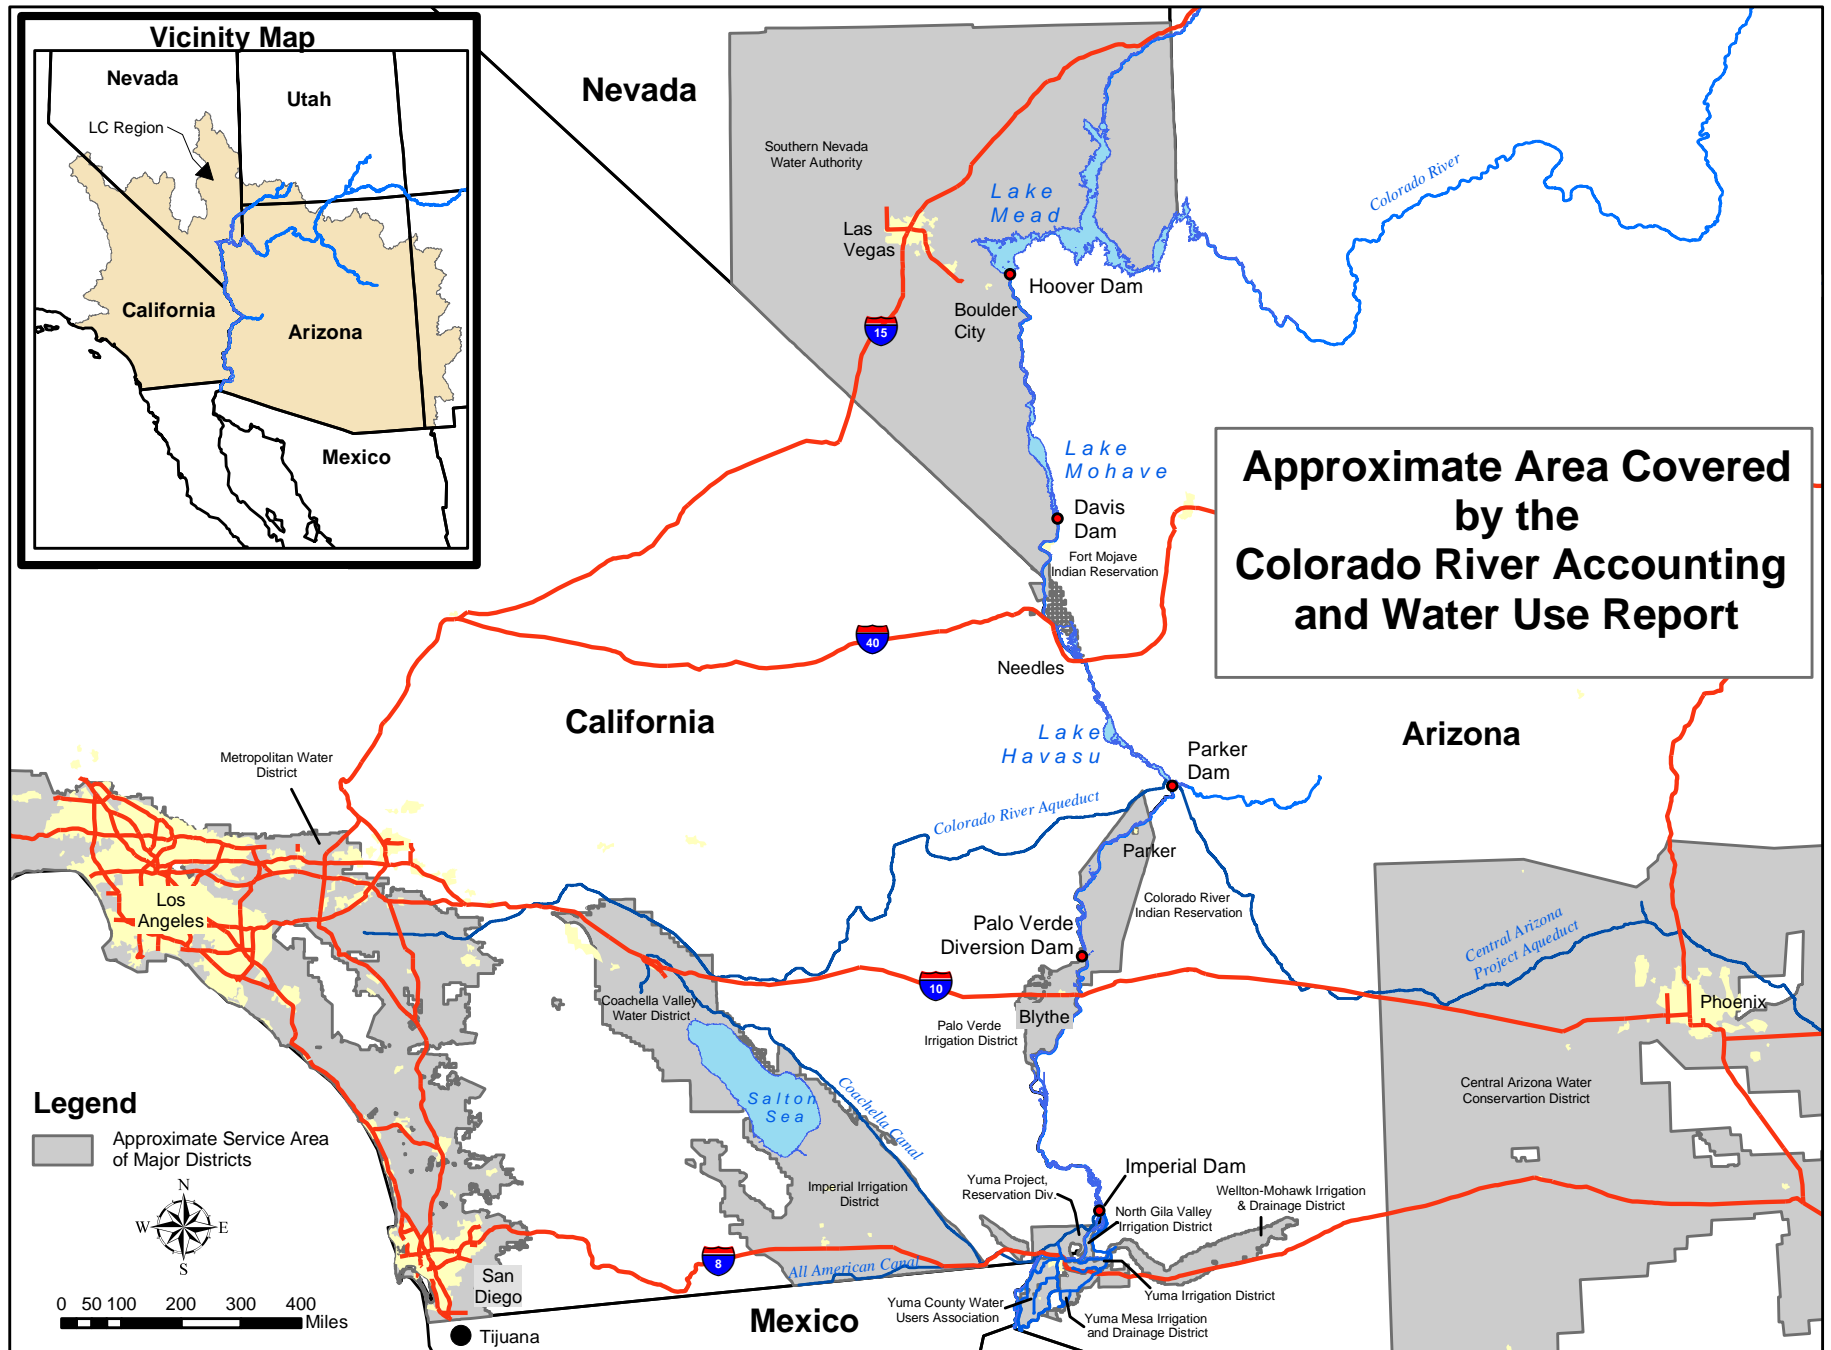 Vicinity Map
Nevada
Utah
LC Region
California
Arizona
Mexico
Nevada
Southern Nevada
Water Authority
Lake
Mead
Colorado River
Las
Vegas
Hoover Dam
Boulder
City
15
Lake
Mohave
Davis
Dam
Fort Mojave
Indian Reservation
Approximate Area Covered
by the
Colorado River Accounting
and Water Use Report
40
Needles
California
Lake
Havasu
Parker
Dam
Arizona
Metropolitan Water
District
Colorado River Aqueduct
Parker
Colorado River
Indian Reservation
Los
Angeles
Palo Verde
Diversion Dam
Central Arizona
Project Aqueduct
10
Coachella Valley
Water District
Blythe
Palo Verde
Irrigation District
Phoenix
Salton
Sea
Coachella Canal
Central Arizona Water
Conservartion District
Legend
Approximate Service Area
of Major Districts
N
W
E
S
Imperial Irrigation
District
Yuma Project,
Reservation Div.
Imperial Dam
North Gila Valley
Irrigation District
Wellton-Mohawk Irrigation
& Drainage District
8
All American Canal
San
Diego
Yuma Irrigation District
Yuma County Water
Users Association
Yuma Mesa Irrigation
and Drainage District
0 50 100 200 300 400
Miles
Mexico
Tijuana